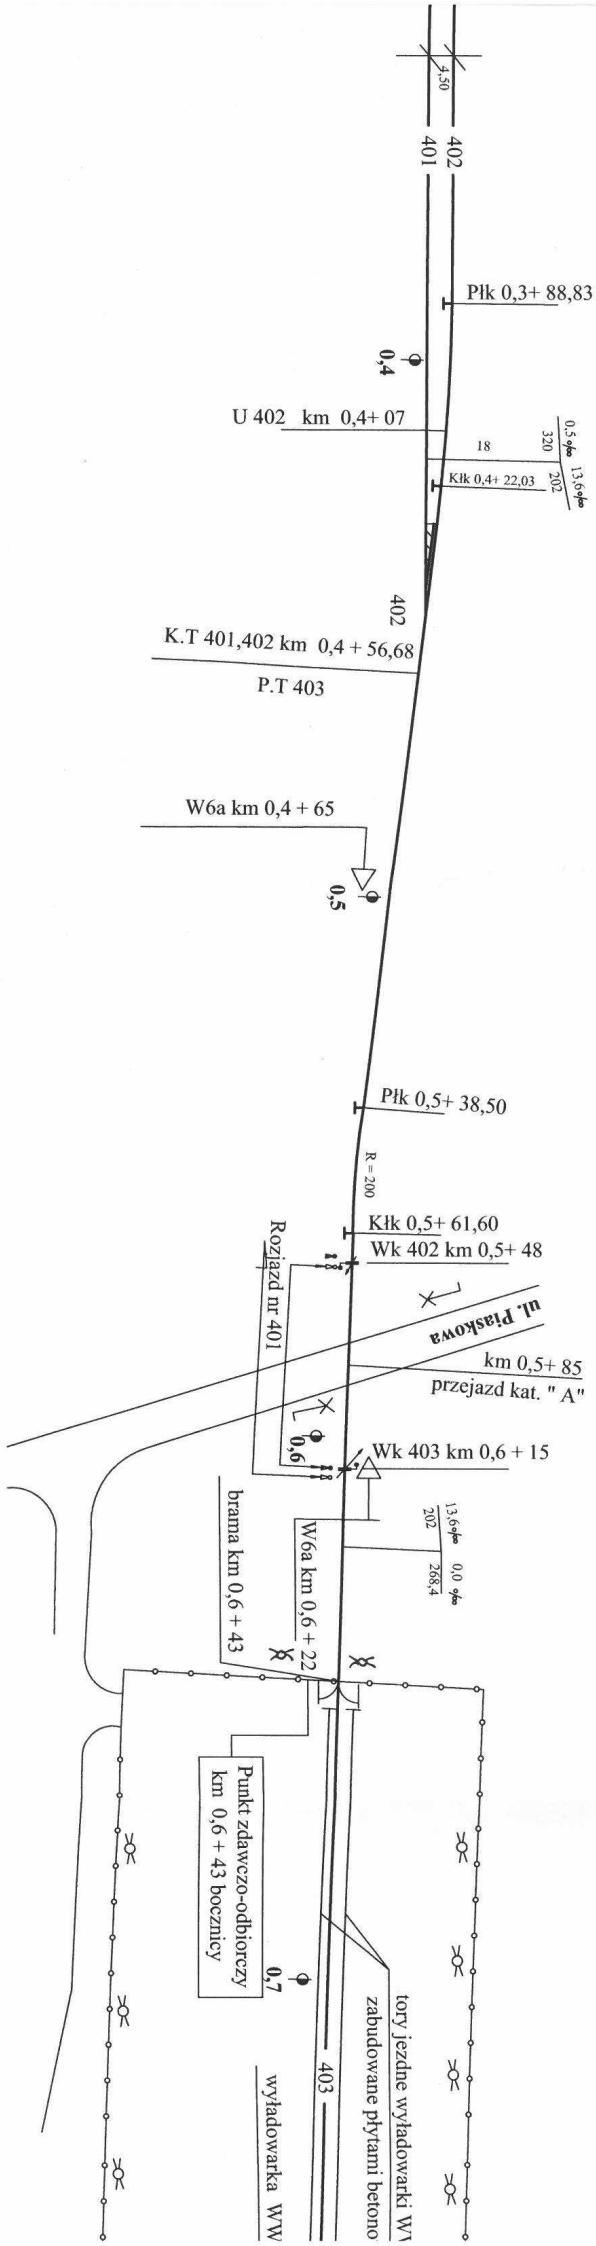 4,50
402
401
Płk 0,3+ 88,83
0,4
U 402 km 0,4+ 07
18
0,5 ‰ 13,6‰
320 202
Kłk 0,4+ 22,03
402
K.T 401,402 km 0,4 + 56,68
P.T 403
W6a km 0,4 + 65
0,5
Płk 0,5+ 38,50
R = 200
Kłk 0,5+ 61,60
Wk 402 km 0,5+ 48
Rozjazd nr 401
ul. Piaskowa
km 0,5+ 85
przejazd kat. " A"
0,6
Wk 403 km 0,6 + 15
13,6‰ 0,0 ‰
202 268,4
W6a km 0,6 + 22
brama km 0,6 + 43
Punkt zdawczo-odbiorczy
km 0,6 + 43 bocznicy
0,7
tory jezdne wyładowarki
zabudowane płytami betono
403
wyładowarka WW